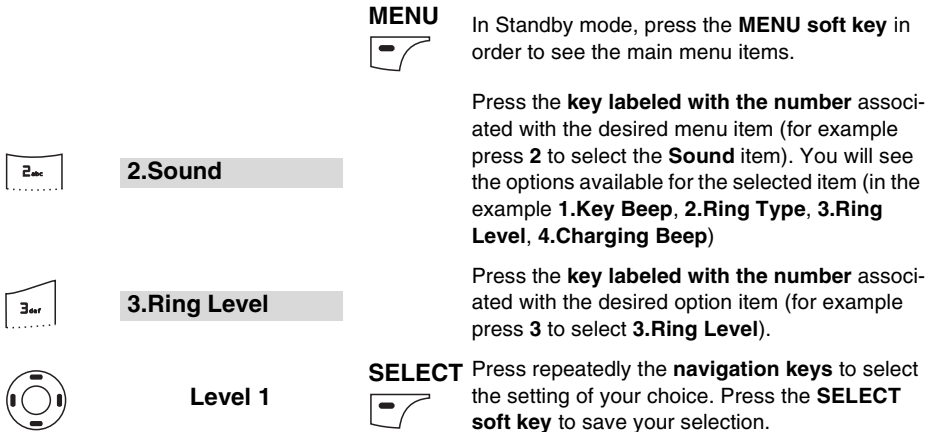 MENU
In Standby mode, press the MENU soft key in
order to see the main menu items.
2abc
2.Sound
Press the key labeled with the number associ-
ated with the desired menu item (for example
press 2 to select the Sound item). You will see
the options available for the selected item (in the
example 1.Key Beep, 2.Ring Type, 3.Ring
Level, 4.Charging Beep)
3def
3.Ring Level
Press the key labeled with the number associ-
ated with the desired option item (for example
press 3 to select 3.Ring Level).
Level 1
SELECT
Press repeatedly the navigation keys to select
the setting of your choice. Press the SELECT
soft key to save your selection.